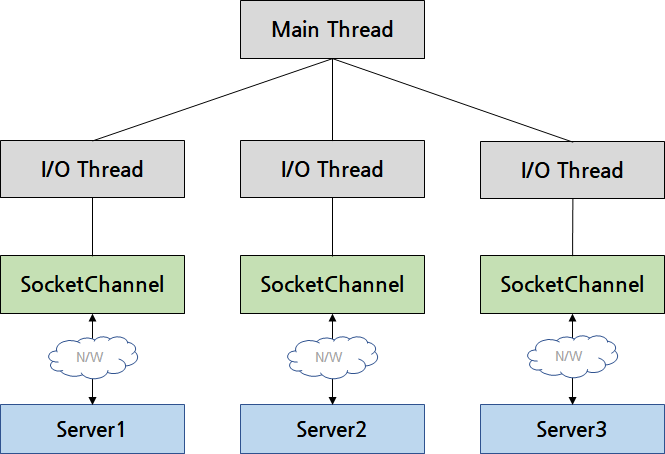 Main Thread
I/O Thread
I/O Thread
I/O Thread
SocketChannel
SocketChannel
SocketChannel
N/W
N/W
N/W
Server1
Server2
Server3